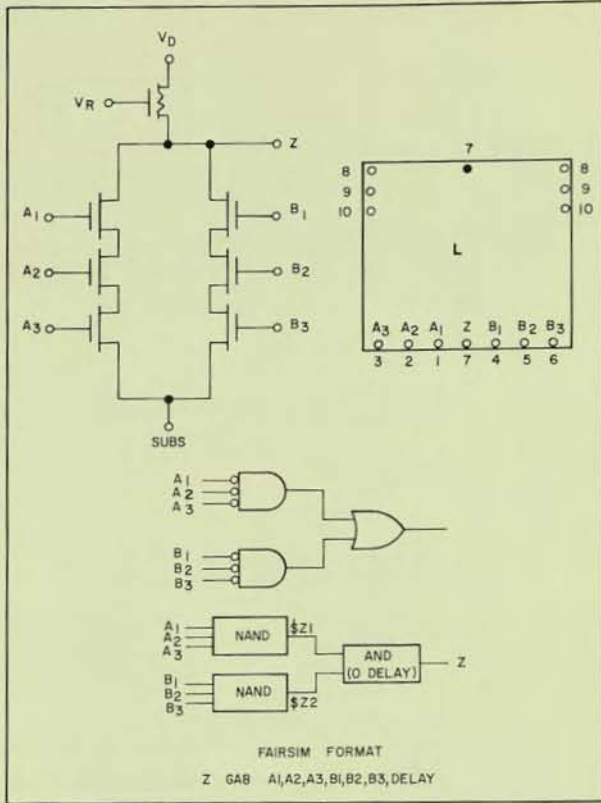 VD
VR
Z
A1
B1
A2
B2
A3
B3
SUBS
7
8 8
9 9
10 10
L
A3 A2 A1 Z B1 B2 B3
3 2 1 7 4 5 6
A1
A2
A3
B1
B2
B3
A1
A2
A3
NAND
$Z1
AND
(0 DELAY)
Z
B1
B2
B3
NAND
$Z2
FAIRSIM FORMAT
Z GAB A1,A2,A3,B1,B2,B3,DELAY